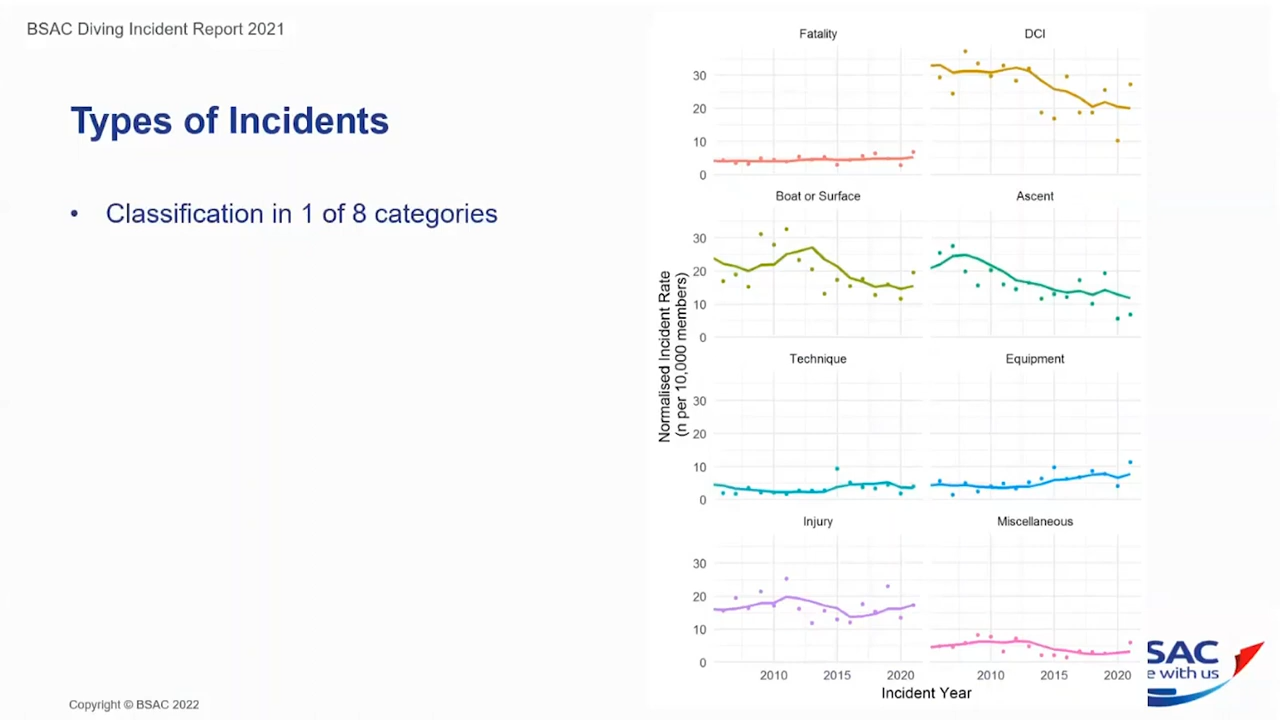 BSAC Diving Incident Report 2021
Types of Incidents
• Classification in 1 of 8 categories
Normalised Incident Rate
(n per 10,000 members)
Fatality
DCI
30
20
10
0
Boat or Surface
Ascent
30
20
10
0
Technique
Equipment
30
20
10
0
Injury
Miscellaneous
30
20
10
0
2010 2015 2020
2010 2015 2020
Incident Year
SAC
e with us
Copyright © BSAC 2022